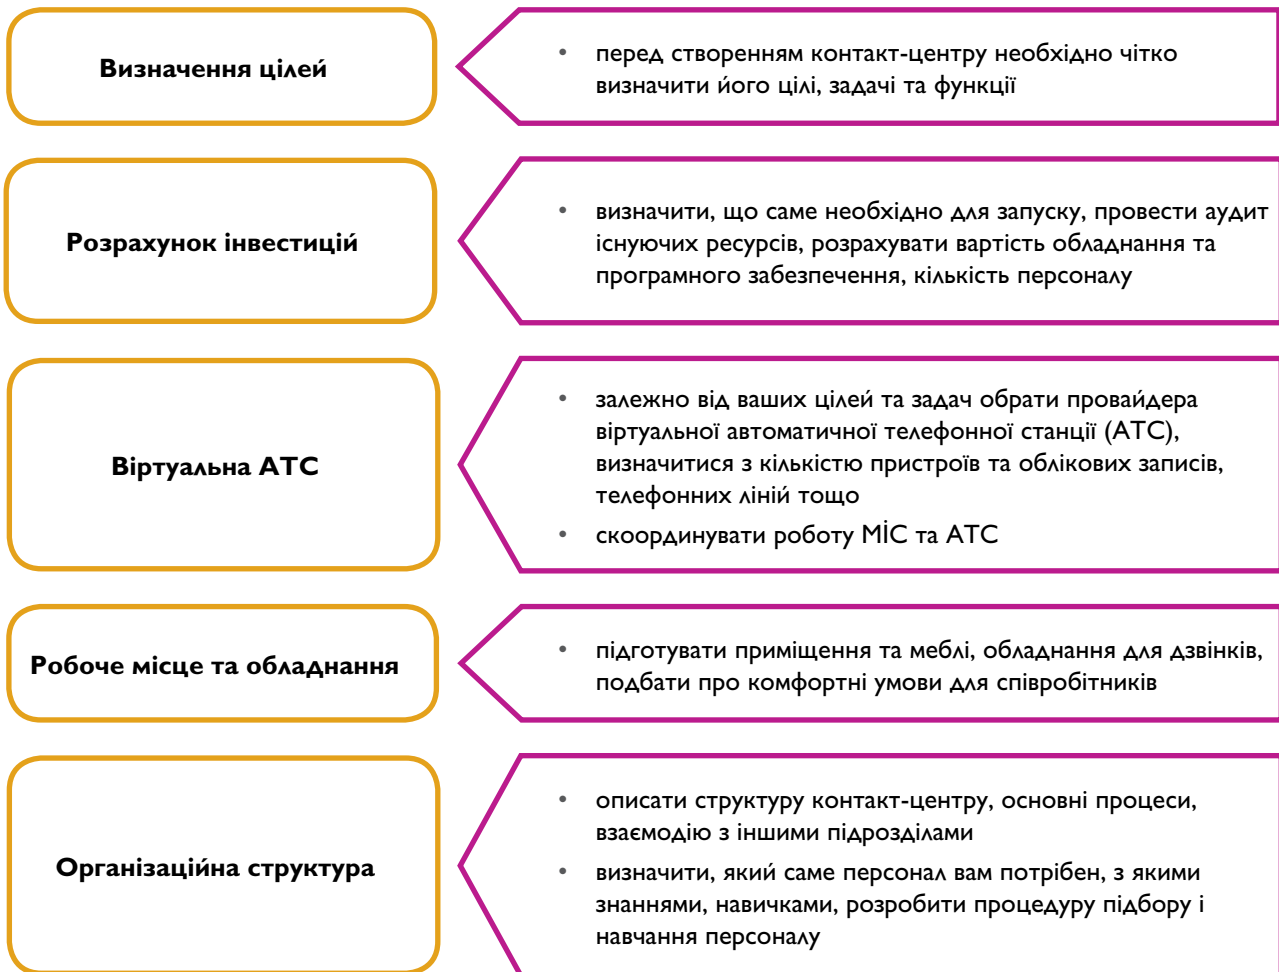 Визначення цілей
• перед створенням контакт-центру необхідно чітко
визначити його цілі, задачі та функції
Розрахунок інвестицій
• визначити, що саме необхідно для запуску, провести аудит
існуючих ресурсів, розрахувати вартість обладнання та
програмного забезпечення, кількість персоналу
Віртуальна АТС
• залежно від ваших цілей та задач обрати провайдера
віртуальної автоматичної телефонної станції (АТС),
визначитися з кількістю пристроїв та облікових записів,
телефонних ліній тощо
• скоординувати роботу МІС та АТС
Робоче місце та обладнання
• підготувати приміщення та меблі, обладнання для дзвінків,
подбати про комфортні умови для співробітників
Організаційна структура
• описати структуру контакт-центру, основні процеси,
взаємодію з іншими підрозділами
• визначити, який саме персонал вам потрібен, з якими
знаннями, навичками, розробити процедуру підбору і
навчання персоналу